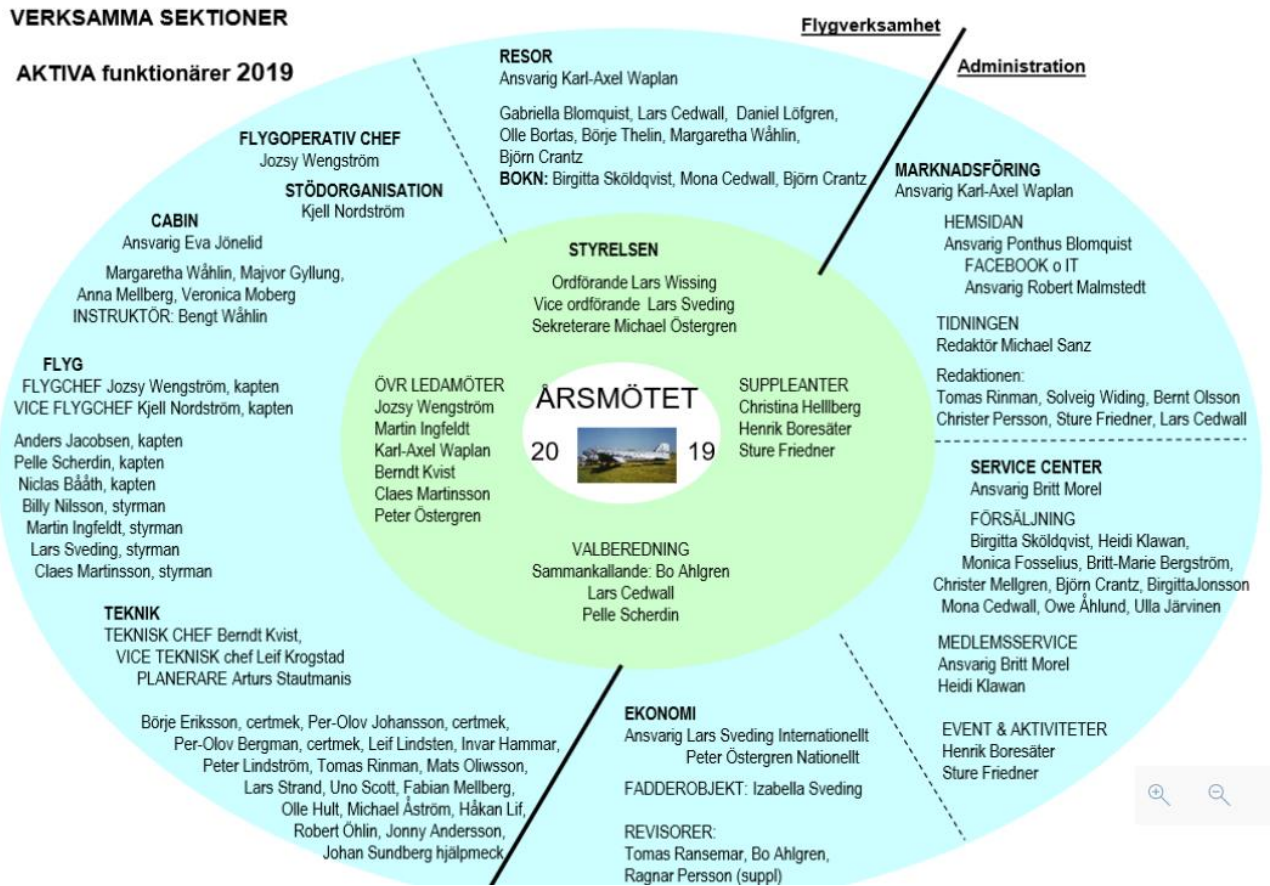 VERKSAMMA SEKTIONER
AKTIVA funktionärer 2019
Flygverksamhet
Administration
RESOR
Ansvarig Karl-Axel Waplan
Gabriella Blomquist, Lars Cedwall, Daniel Löfgren,
Olle Bortas, Börje Thelin, Margaretha Wåhlin,
Björn Crantz
BOKN: Birgitta Sköldqvist, Mona Cedwall, Björn Crantz
FLYGOPERATIV CHEF
Jozsy Wengström
STÖDORGANISATION
Kjell Nordström
CABIN
Ansvarig Eva Jönelid
Margaretha Wåhlin, Majvor Gyllung,
Anna Mellberg, Veronica Moberg
INSTRUKTÖR: Bengt Wåhlin
FLYG
FLYGCHEF Jozsy Wengström, kapten
VICE FLYGCHEF Kjell Nordström, kapten
Anders Jacobsen, kapten
Pelle Scherdin, kapten
Niclas Bååth, kapten
Billy Nilsson, styrman
Martin Ingfeldt, styrman
Lars Sveding, styrman
Claes Martinsson, styrman
TEKNIK
TEKNISK CHEF Berndt Kvist,
VICE TEKNISK chef Leif Krogstad
PLANERARE Arturs Stautmanis
Börje Eriksson, certmek, Per-Olov Johansson, certmek,
Per-Olov Bergman, certmek, Leif Lindsten, Invar Hammar,
Peter Lindström, Tomas Rinman, Mats Oliwsson,
Lars Strand, Uno Scott, Fabian Mellberg,
Olle Hult, Michael Åström, Håkan Lif,
Robert Öhlin, Jonny Andersson,
Johan Sundberg hjälpmeck
STYRELSEN
Ordförande Lars Wissing
Vice ordförande Lars Sveding
Sekreterare Michael Östergren
ÖVR LEDAMÖTER
Jozsy Wengström
Martin Ingfeldt
Karl-Axel Waplan
Berndt Kvist
Claes Martinsson
Peter Östergren
ÅRSMÖTET
20 19
SUPPLEANTER
Christina Helllberg
Henrik Boresäter
Sture Friedner
VALBEREDNING
Sammankallande: Bo Ahlgren
Lars Cedwall
Pelle Scherdin
MARKNADSFÖRING
Ansvarig Karl-Axel Waplan
HEMSIDAN
Ansvarig Ponthus Blomquist
FACEBOOK o IT
Ansvarig Robert Malmstedt
TIDNINGEN
Redaktör Michael Sanz
Redaktionen:
Tomas Rinman, Solveig Widing, Bernt Olsson
Christer Persson, Sture Friedner, Lars Cedwall
SERVICE CENTER
Ansvarig Britt Morel
FÖRSÄLJNING
Birgitta Sköldqvist, Heidi Klawan,
Monica Fosselius, Britt-Marie Bergström,
Christer Mellgren, Björn Crantz, BirgittaJonsson
Mona Cedwall, Owe Åhlund, Ulla Järvinen
MEDLEMSSERVICE
Ansvarig Britt Morel
Heidi Klawan
EVENT & AKTIVITETER
Henrik Boresäter
Sture Friedner
EKONOMI
Ansvarig Lars Sveding Internationellt
Peter Östergren Nationellt
FADDEROBJEKT: Izabella Sveding
REVISORER:
Tomas Ransemar, Bo Ahlgren,
Ragnar Persson (suppl)